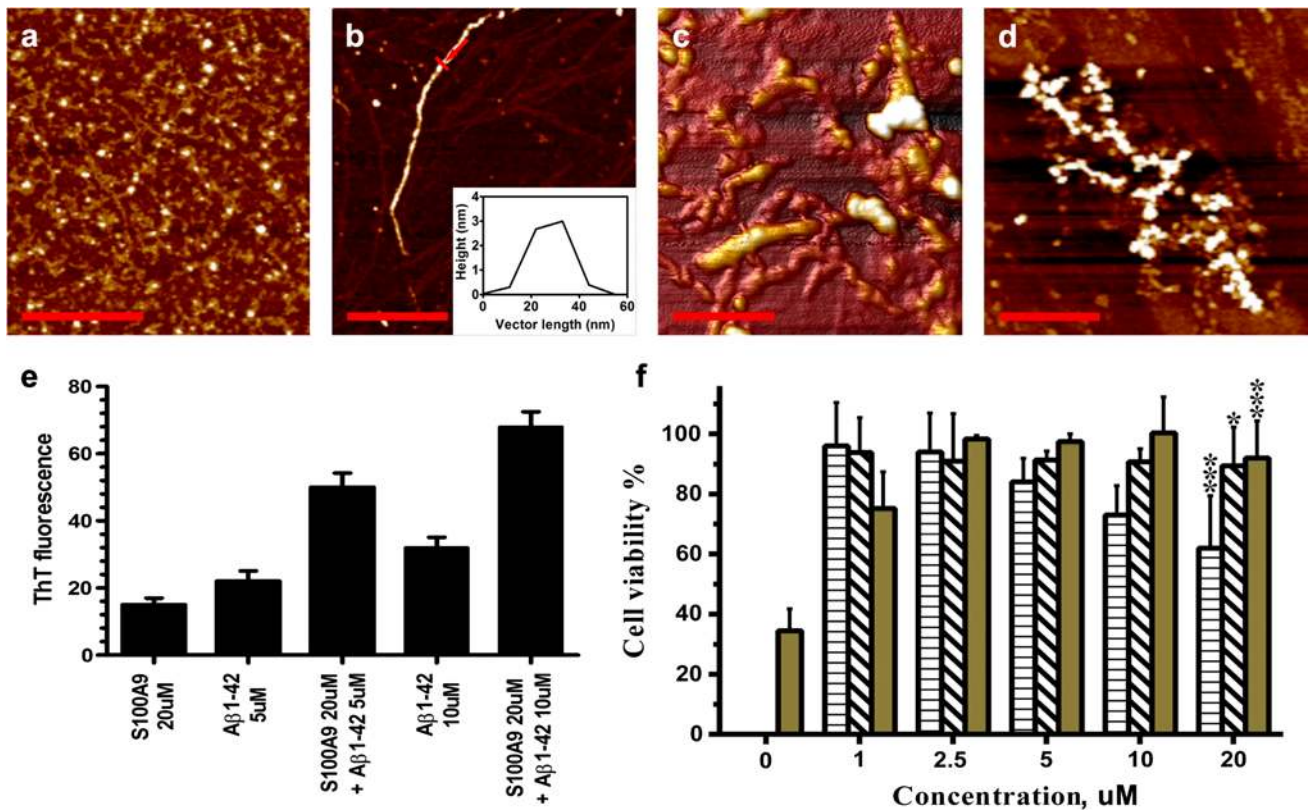 a
b
c
d
4
3
2
1
0
Height (nm)
0 20 40 60
Vector length (nm)
e
80
60
40
20
0
ThT fluorescence
S100A9
20uM
Aβ1-42
5uM
S100A9 20uM
+ Aβ1-42 5uM
Aβ1-42
10uM
S100A9 20uM
+ Aβ1-42 10uM
f
100
80
60
40
20
0
Cell viability %
***
*
***
0 1 2.5 5 10 20
Concentration, uM